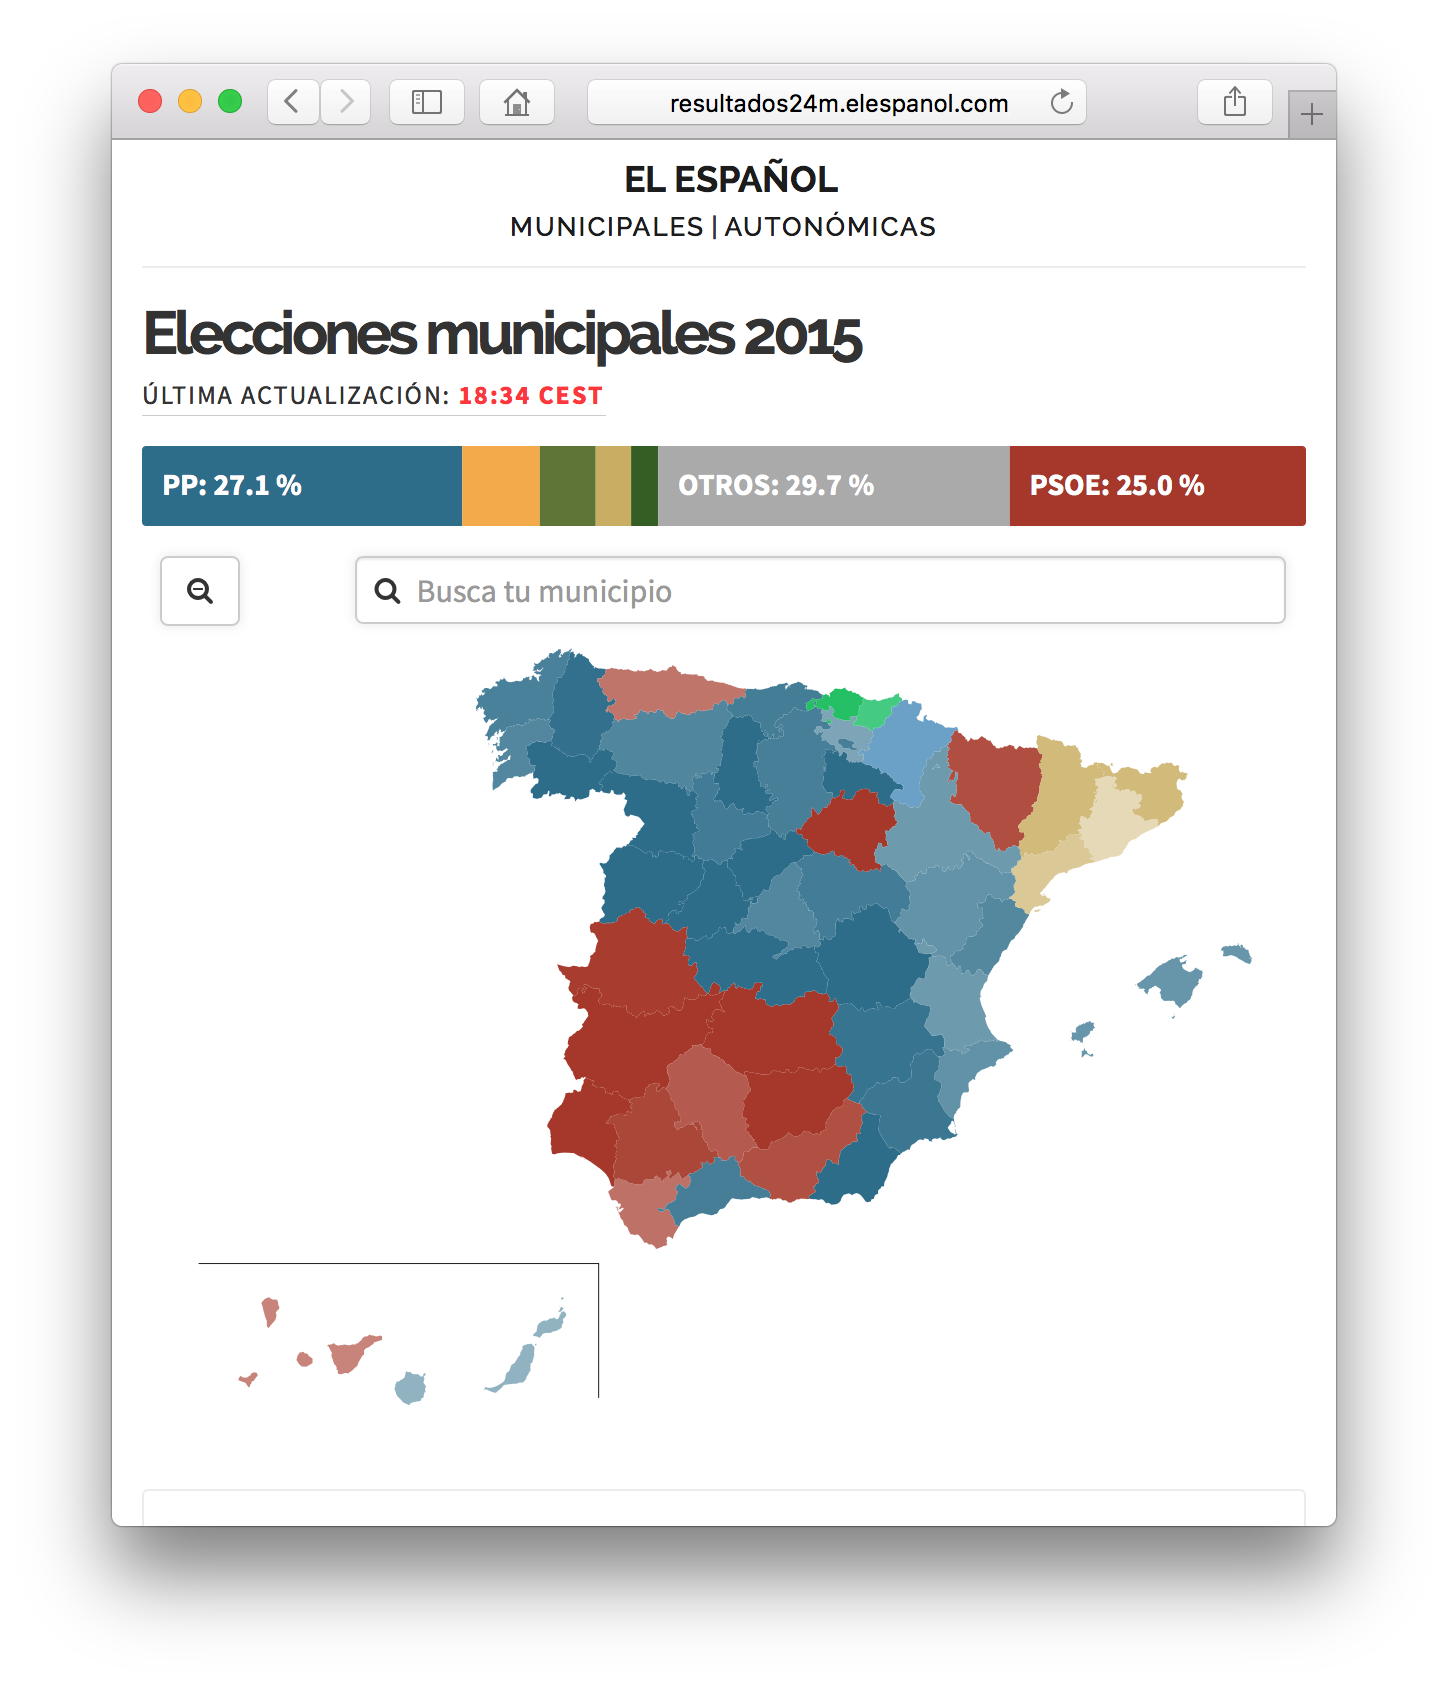 resultados24m.elespanol.com
EL ESPAÑOL
MUNICIPALES | AUTONÓMICAS
Elecciones municipales 2015
ÚLTIMA ACTUALIZACIÓN: 18:34 CEST
PP: 27.1 % OTROS: 29.7 % PSOE: 25.0 %
Busca tu municipio